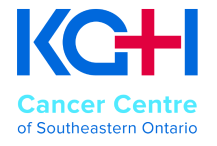 KGH
Cancer Centre
of Southeastern Ontario